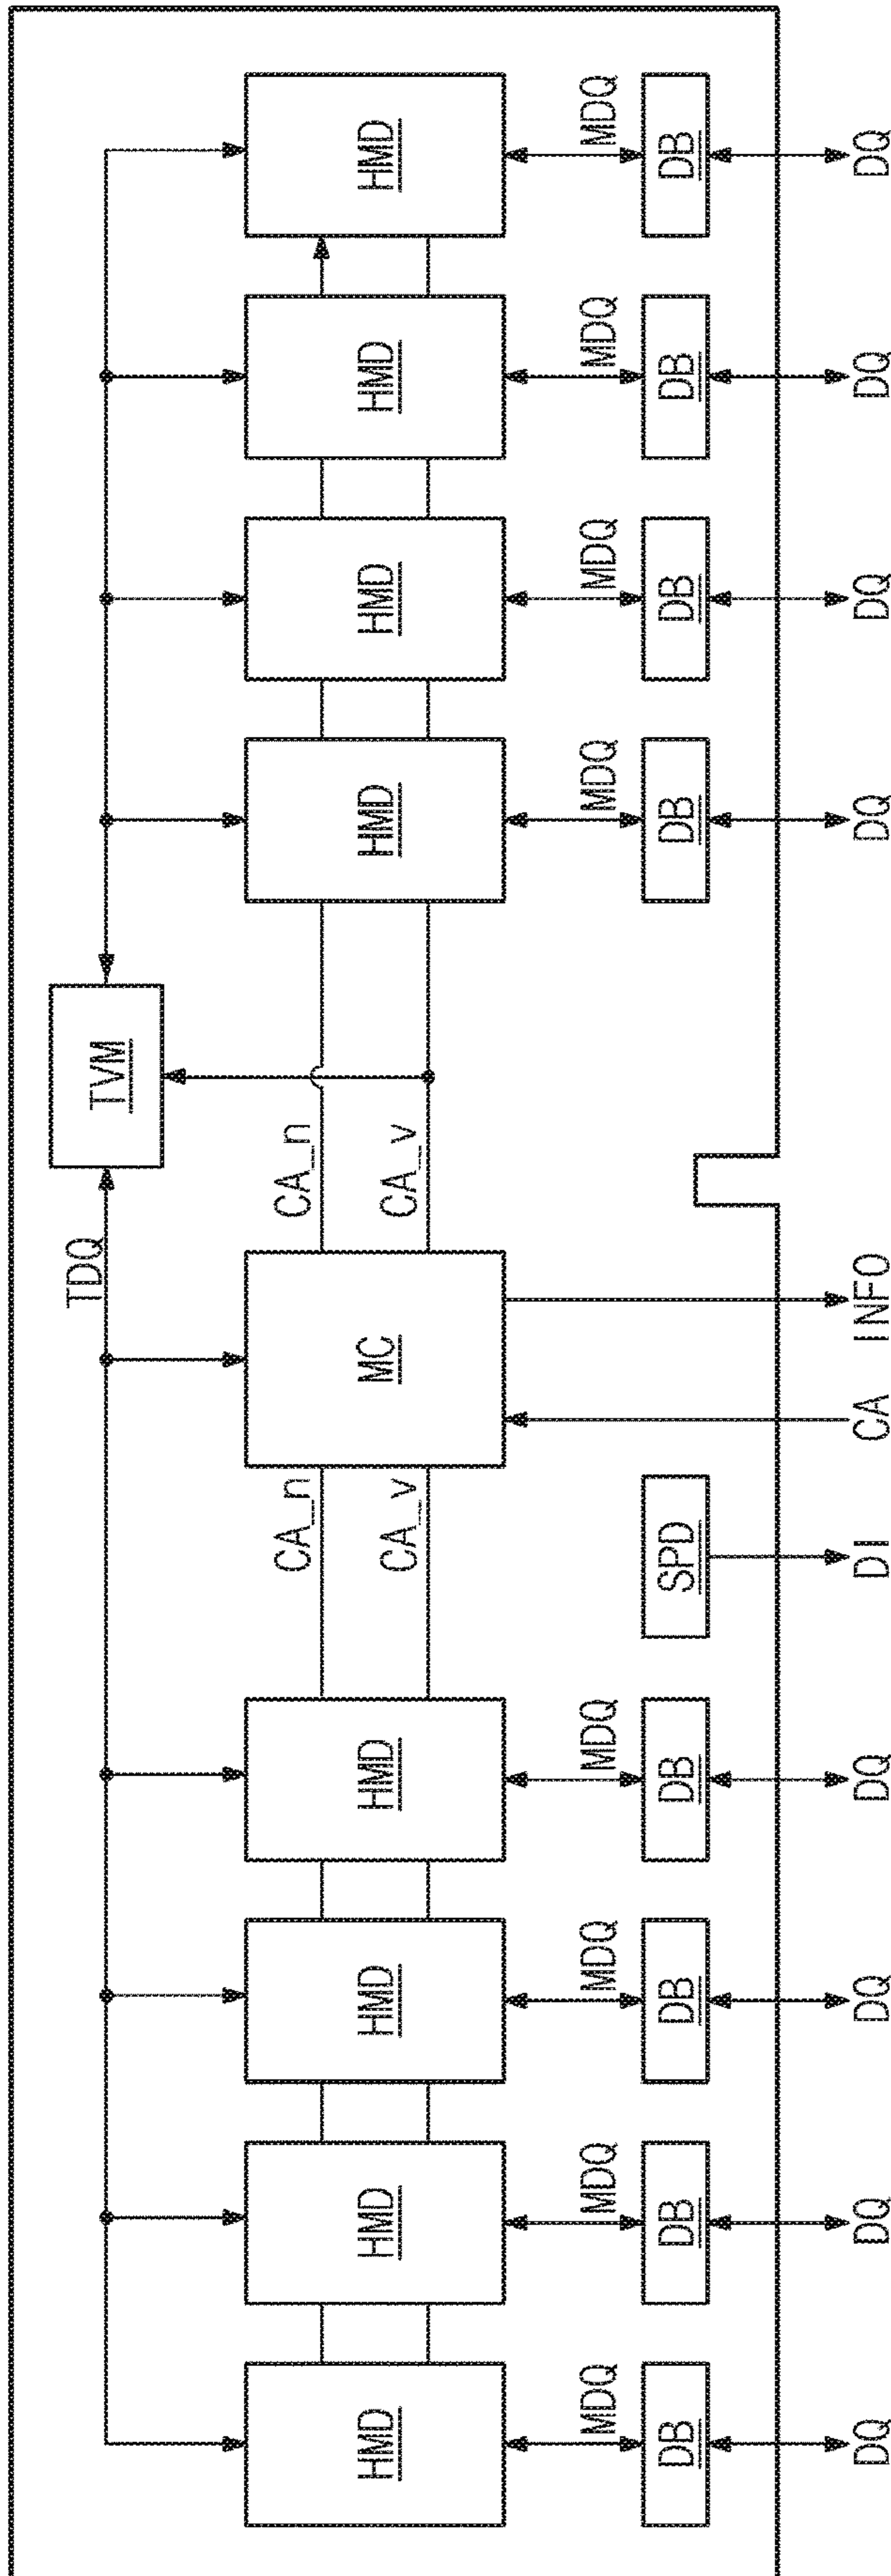 TDQ
TVM
CA_n
CA_n
HMD
HMD
HMD
HMD
MC
HMD
HMD
HMD
HMD
CA_v
CA_v
MDQ
MDQ
MDQ
MDQ
MDQ
MDQ
MDQ
MDQ
DB
DB
DB
DB
SPD
DB
DB
DB
DB
DQ
DQ
DQ
DQ
DI
CA
INFO
DQ
DQ
DQ
DQ